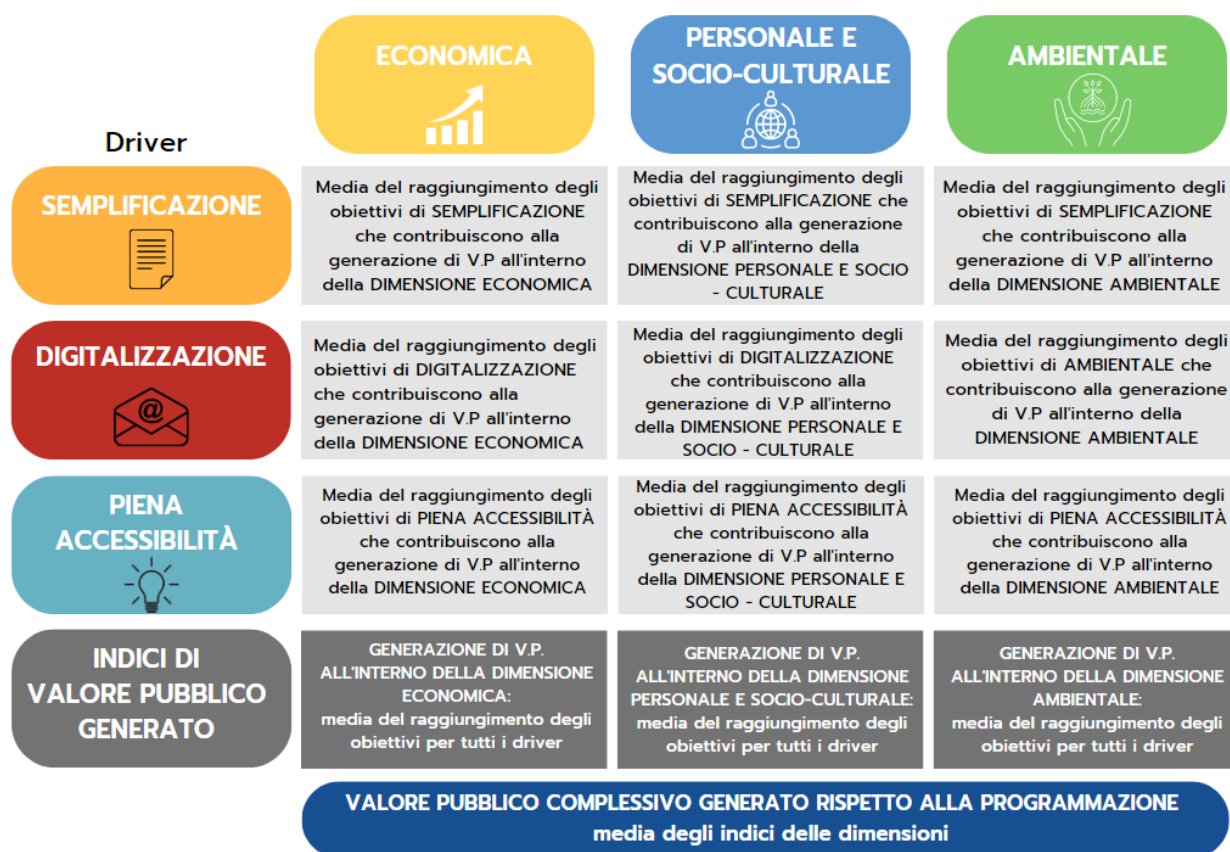 ECONOMICA
PERSONALE E
SOCIO-CULTURALE
AMBIENTALE
Driver
SEMPLIFICAZIONE
Media del raggiungimento degli
obiettivi di SEMPLIFICAZIONE
che contribuiscono alla
generazione di V.P all'interno
della DIMENSIONE ECONOMICA
Media del raggiungimento degli
obiettivi di SEMPLIFICAZIONE che
contribuiscono alla generazione
di V.P all'interno della
DIMENSIONE PERSONALE E SOCIO
- CULTURALE
Media del raggiungimento degli
obiettivi di SEMPLIFICAZIONE
che contribuiscono alla
generazione di V.P all'interno
della DIMENSIONE AMBIENTALE
DIGITALIZZAZIONE
@
Media del raggiungimento degli
obiettivi di DIGITALIZZAZIONE
che contribuiscono alla
generazione di V.P all'interno
della DIMENSIONE ECONOMICA
Media del raggiungimento degli
obiettivi di DIGITALIZZAZIONE
che contribuiscono alla
generazione di V.P all'interno
della DIMENSIONE PERSONALE E
SOCIO - CULTURALE
Media del raggiungimento degli
obiettivi di AMBIENTALE che
contribuiscono alla generazione
di V.P all'interno della
DIMENSIONE AMBIENTALE
PIENA
ACCESSIBILITÀ
Media del raggiungimento degli
obiettivi di PIENA ACCESSIBILITÀ
che contribuiscono alla
generazione di V.P all'interno
della DIMENSIONE ECONOMICA
Media del raggiungimento degli
obiettivi di PIENA ACCESSIBILITÀ
che contribuiscono alla
generazione di V.P all'interno
della DIMENSIONE PERSONALE E
SOCIO - CULTURALE
Media del raggiungimento degli
obiettivi di PIENA ACCESSIBILITÀ
che contribuiscono alla
generazione di V.P all'interno
della DIMENSIONE AMBIENTALE
INDICI DI
VALORE PUBBLICO
GENERATO
GENERAZIONE DI V.P.
ALL'INTERNO DELLA DIMENSIONE
ECONOMICA:
media del raggiungimento degli
obiettivi per tutti i driver
GENERAZIONE DI V.P.
ALL'INTERNO DELLA DIMENSIONE
PERSONALE E SOCIO-CULTURALE:
media del raggiungimento degli
obiettivi per tutti i driver
GENERAZIONE DI V.P.
ALL'INTERNO DELLA DIMENSIONE
AMBIENTALE:
media del raggiungimento degli
obiettivi per tutti i driver
VALORE PUBBLICO COMPLESSIVO GENERATO RISPETTO ALLA PROGRAMMAZIONE
media degli indici delle dimensioni